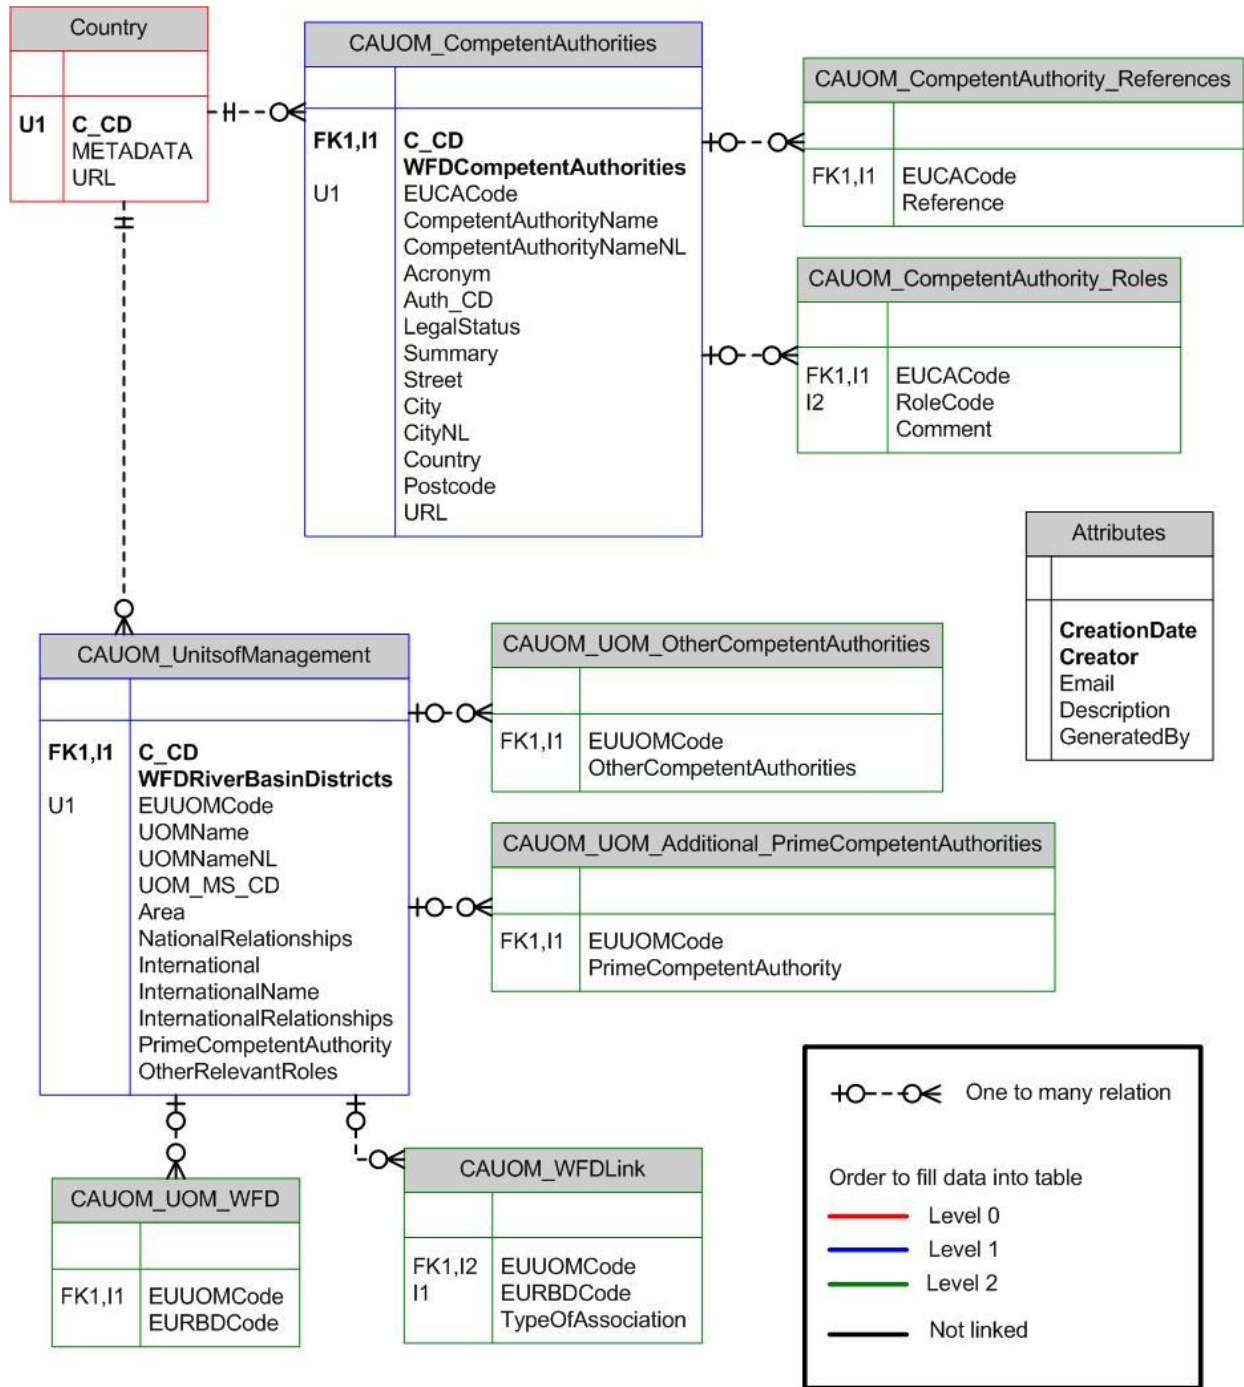 Country
U1 C_CD
METADATA
URL
CAUOM_CompetentAuthorities
FK1,I1 C_CD
WFDCompetentAuthorities
U1 EUCACode
CompetentAuthorityName
CompetentAuthorityNameNL
Acronym
Auth_CD
LegalStatus
Summary
Street
City
CityNL
Country
Postcode
URL
CAUOM_CompetentAuthority_References
FK1,I1 EUCACode
Reference
CAUOM_CompetentAuthority_Roles
FK1,I1 EUCACode
I2 RoleCode
Comment
Attributes
CreationDate
Creator
Email
Description
GeneratedBy
CAUOM_UnitsofManagement
FK1,I1 C_CD
WFDRiverBasinDistricts
U1 EUUOMCode
UOMName
UOMNameNL
UOM_MS_CD
Area
NationalRelationships
International
InternationalName
InternationalRelationships
PrimeCompetentAuthority
OtherRelevantRoles
CAUOM_UOM_OtherCompetentAuthorities
FK1,I1 EUUOMCode
OtherCompetentAuthorities
CAUOM_UOM_Additional_PrimeCompetentAuthorities
FK1,I1 EUUOMCode
PrimeCompetentAuthority
CAUOM_UOM_WFD
FK1,I1 EUUOMCode
EURBDCode
CAUOM_WFDLink
FK1,I2 EUUOMCode
I1 EURBDCode
TypeOfAssociation
One to many relation
Order to fill data into table
Level 0
Level 1
Level 2
Not linked